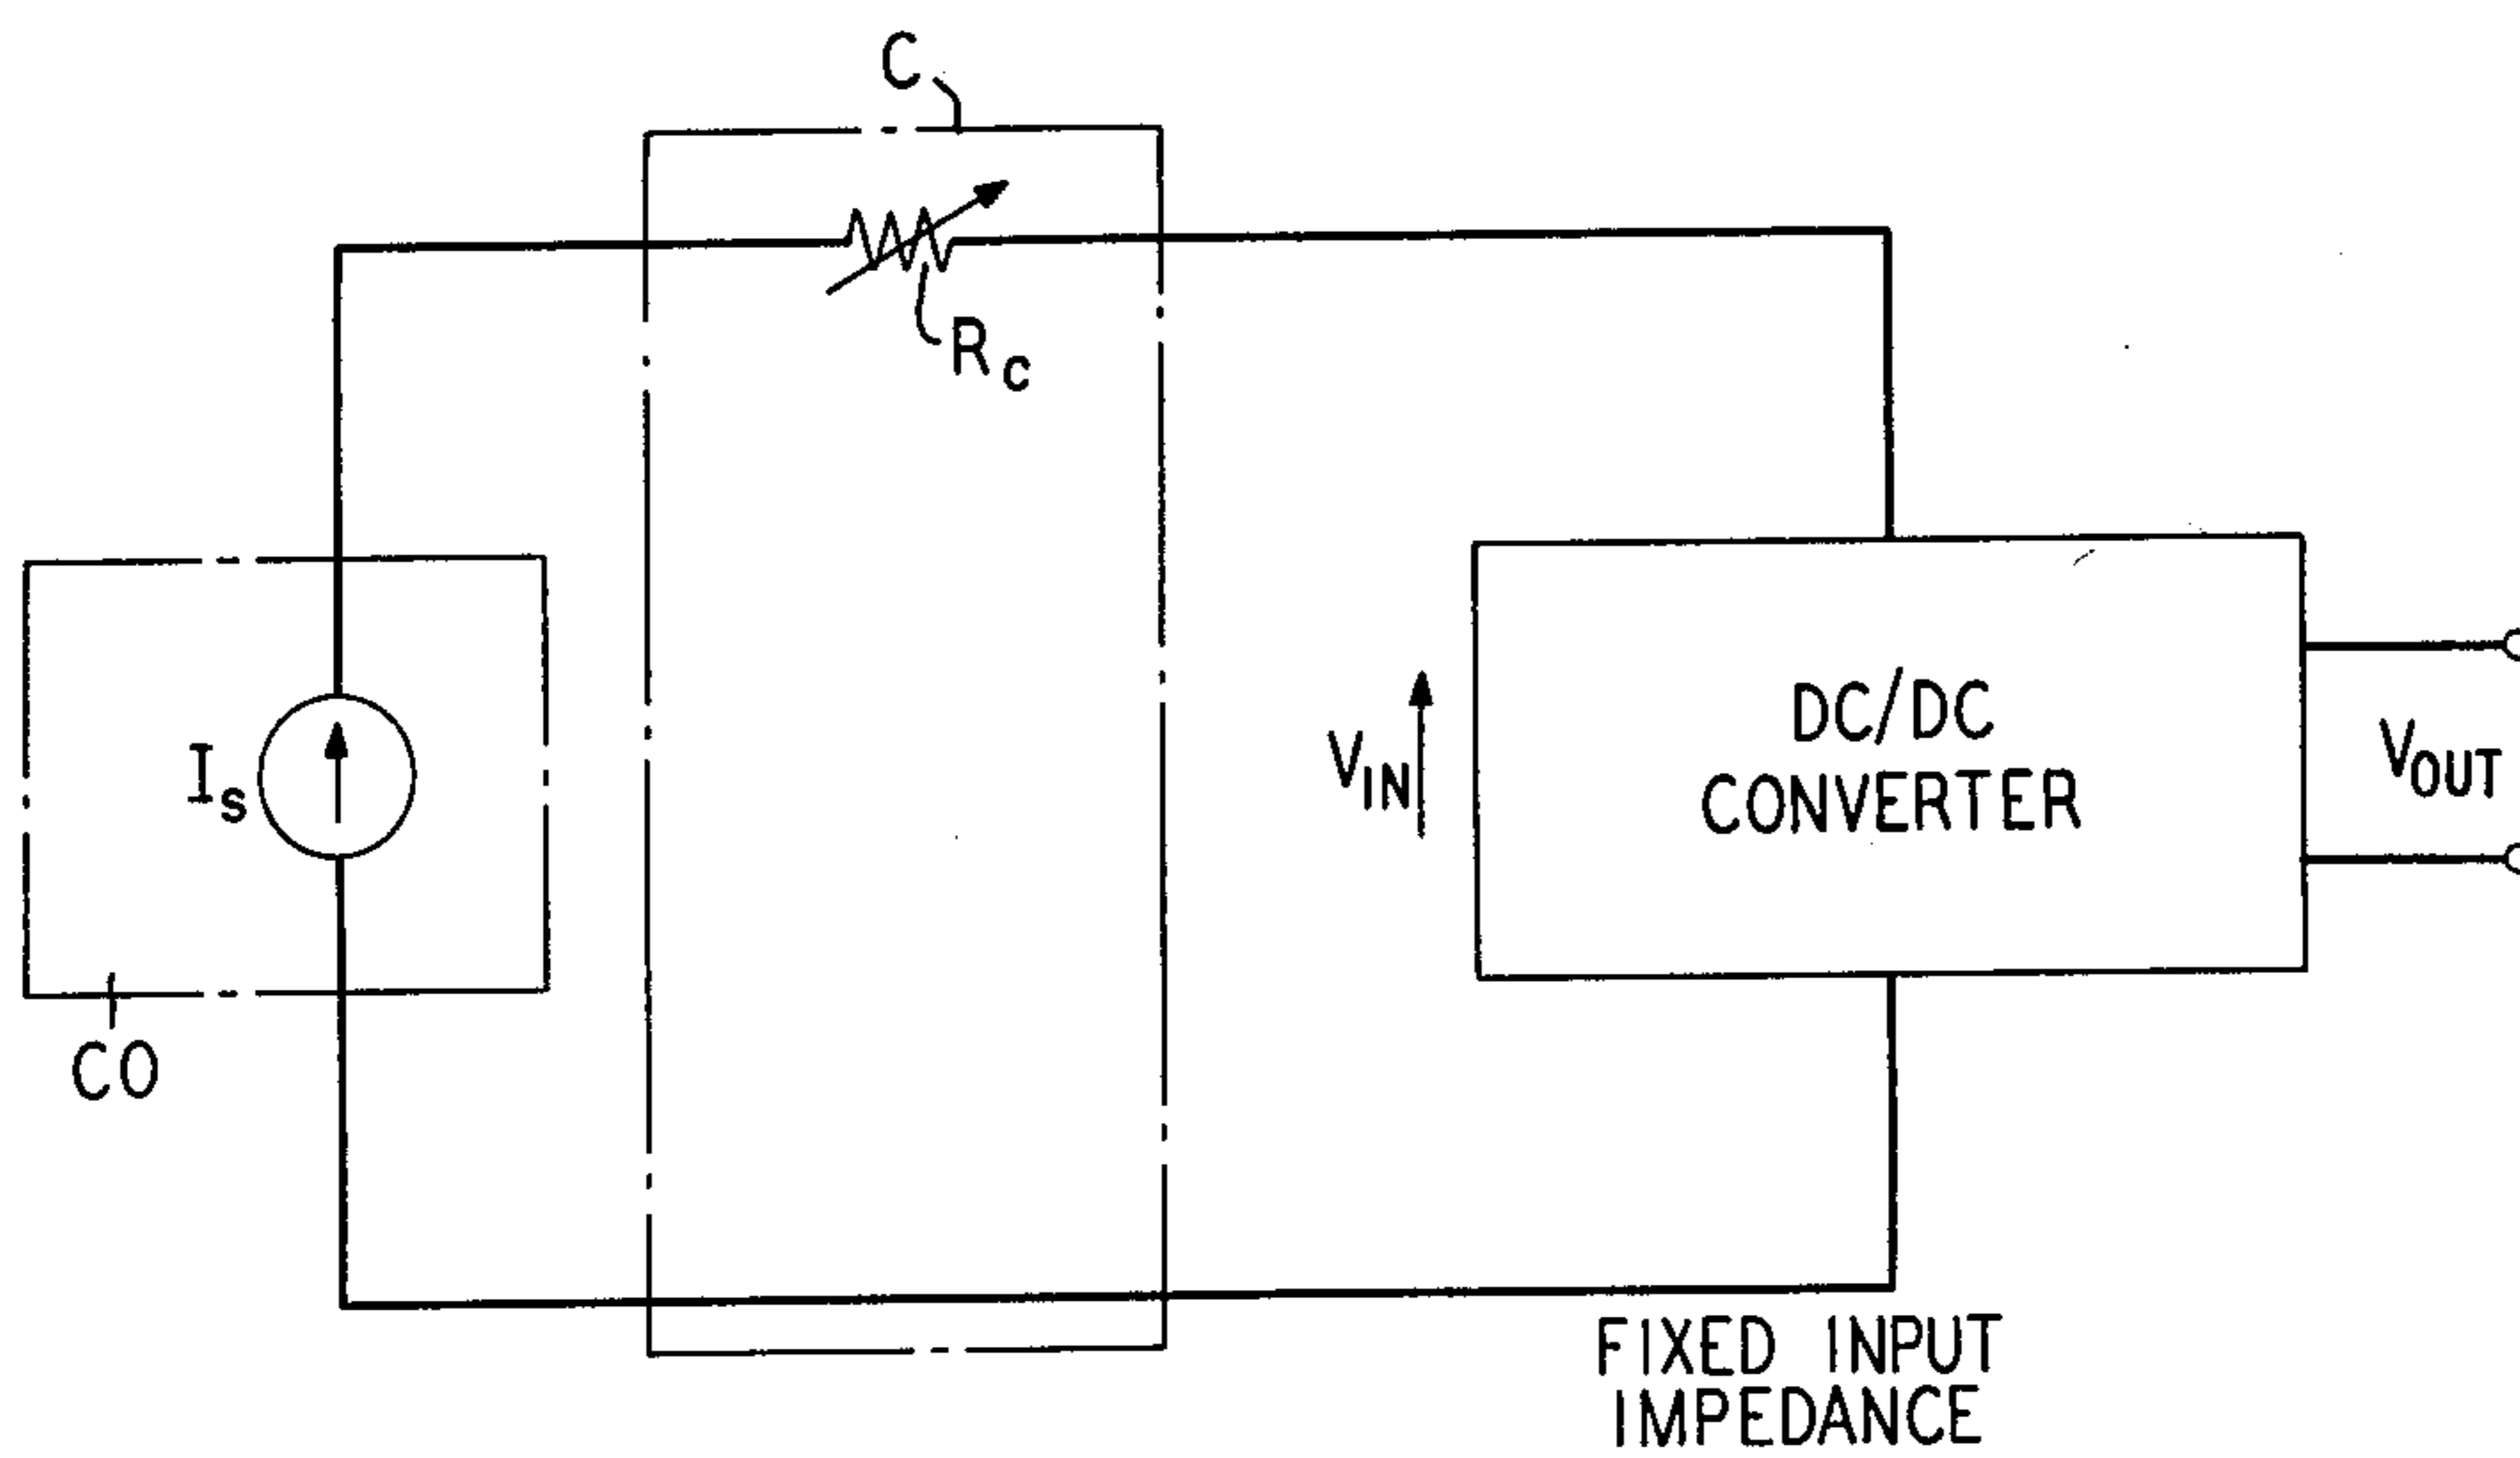 C
R c
I s
CO
V IN
DC/DC
CONVERTER
V OUT
FIXED INPUT
IMPEDANCE